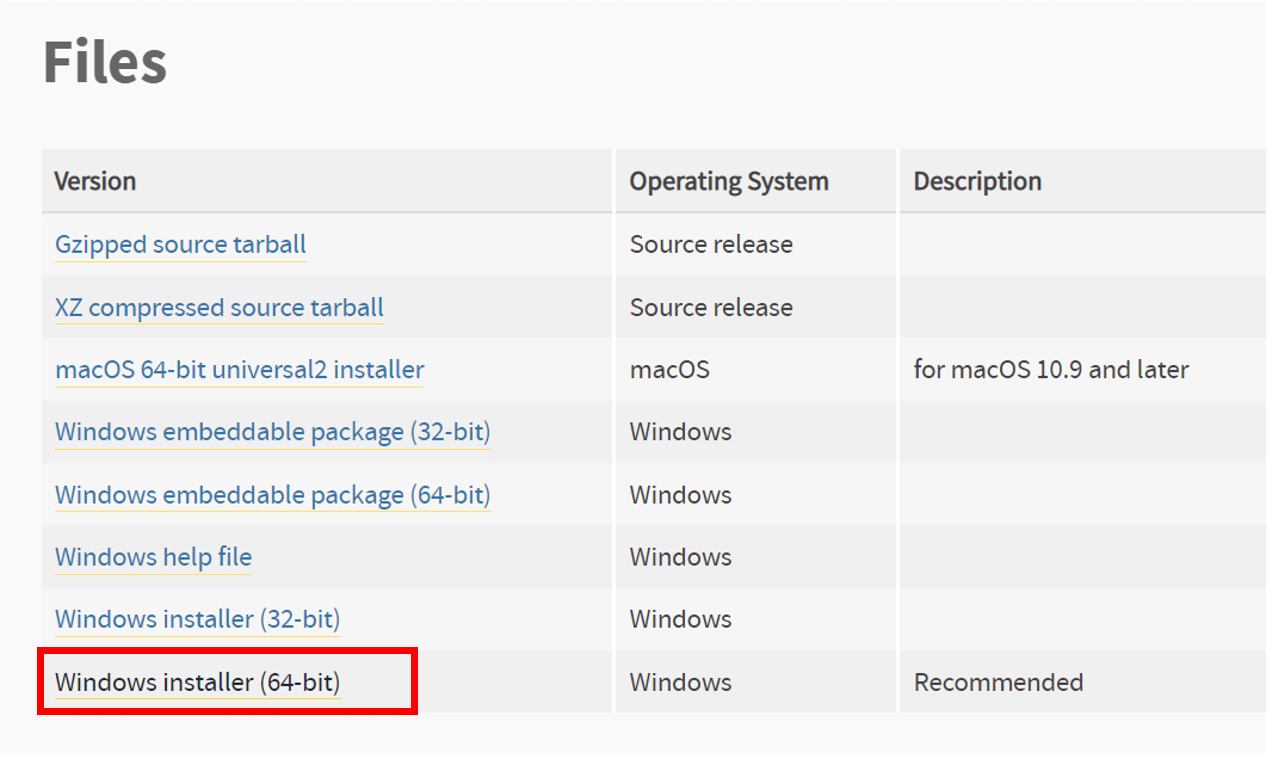 Files
Version Operating System Description
Gzipped source tarball Source release
XZ compressed source tarball Source release
macOS 64-bit universal2 installer macOS for macOS 10.9 and later
Windows embeddable package (32-bit) Windows
Windows embeddable package (64-bit) Windows
Windows help file Windows
Windows installer (32-bit) Windows
Windows installer (64-bit) Windows Recommended